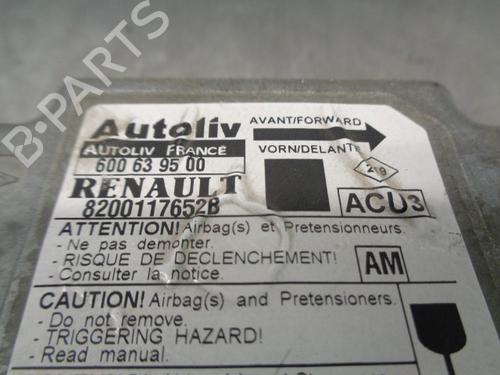 B-PARTS
Autoliv
AUTOLIV FRANCE
600 63 95 00
RENAULT
8200117652B
AVANT/FORWARD
VORN/DELANTE
219
ACU3
ATTENTION! Airbag(s) et Pretensionneurs.
- Ne pas demonter.
- RISQUE DE DECLENCHEMENT!
- Consulter la notice.
AM
CAUTION! Airbag(s) and Pretensioners.
- Do not remove.
- TRIGGERING HAZARD!
- Read manual.